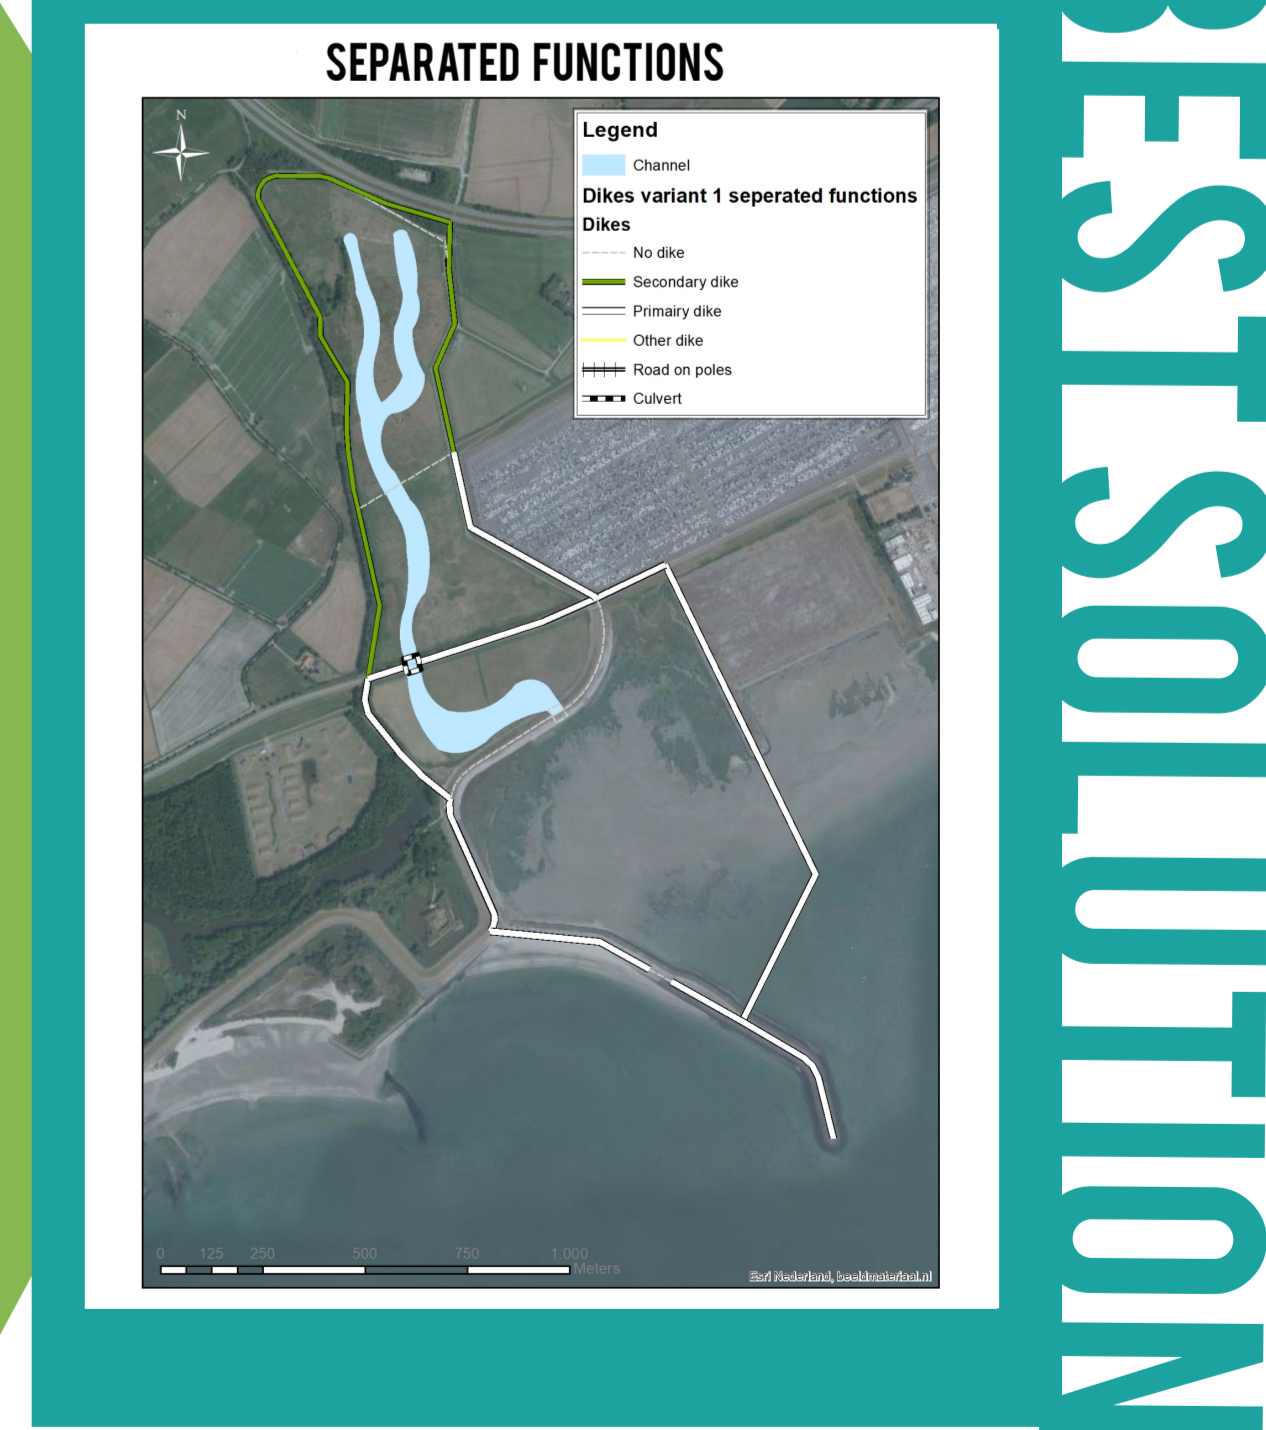 SEPARATED FUNCTIONS
N
Legend
Channel
Dikes variant 1 seperated functions
Dikes
No dike
Secondary dike
Primairy dike
Other dike
Road on poles
Culvert
0 125 250 500 750 1.000
Meters
Esri Nederland, beeldmateriaal.nl
BEST SOLUTION